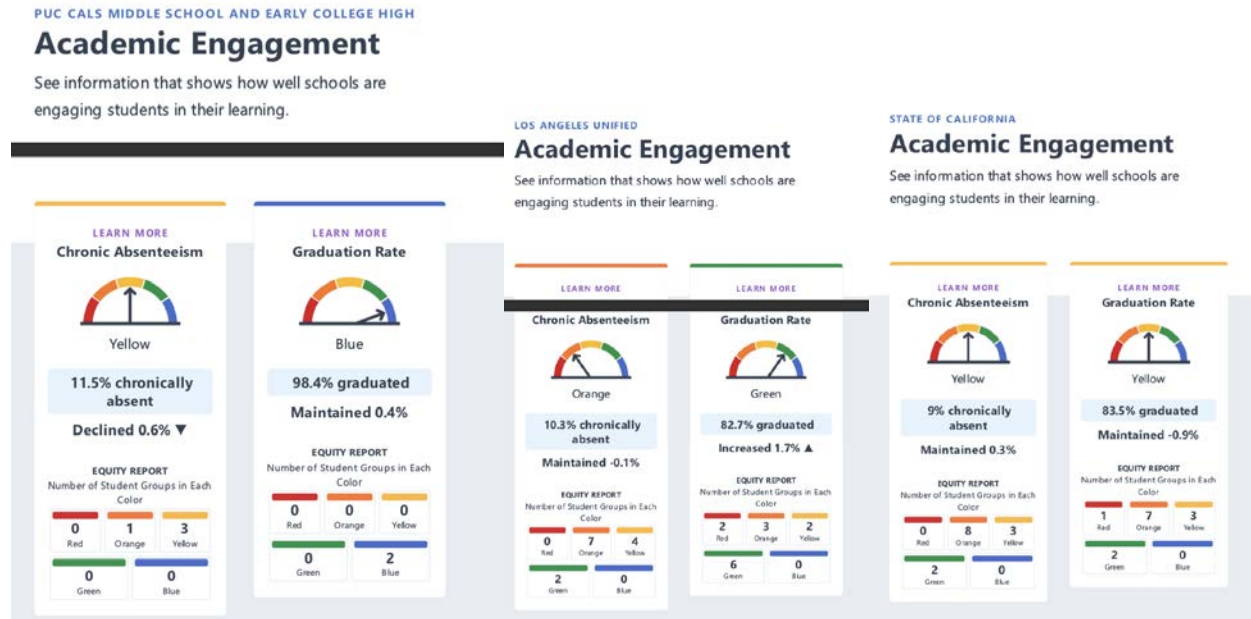 PUC CALS MIDDLE SCHOOL AND EARLY COLLEGE HIGH
Academic Engagement
See information that shows how well schools are
engaging students in their learning.
LEARN MORE
Chronic Absenteeism
Yellow
11.5% chronically
absent
Declined 0.6% ▼
EQUITY REPORT
Number of Student Groups in Each
Color
0
Red
1
Orange
3
Yellow
0
Green
0
Blue
LEARN MORE
Graduation Rate
Blue
98.4% graduated
Maintained 0.4%
EQUITY REPORT
Number of Student Groups in Each
Color
0
Red
0
Orange
0
Yellow
0
Green
2
Blue
LOS ANGELES UNIFIED
Academic Engagement
See information that shows how well schools are
engaging students in their learning.
LEARN MORE
Chronic Absenteeism
Orange
10.3% chronically
absent
Maintained -0.1%
EQUITY REPORT
Number of Student Groups in Each
Color
0
Red
7
Orange
4
Yellow
2
Green
0
Blue
LEARN MORE
Graduation Rate
Green
82.7% graduated
Increased 1.7% ▲
EQUITY REPORT
Number of Student Groups in Each
Color
2
Red
3
Orange
2
Yellow
6
Green
0
Blue
STATE OF CALIFORNIA
Academic Engagement
See information that shows how well schools are
engaging students in their learning.
LEARN MORE
Chronic Absenteeism
Yellow
9% chronically
absent
Maintained 0.3%
EQUITY REPORT
Number of Student Groups in Each
Color
0
Red
8
Orange
3
Yellow
2
Green
0
Blue
LEARN MORE
Graduation Rate
Yellow
83.5% graduated
Maintained -0.9%
EQUITY REPORT
Number of Student Groups in Each
Color
1
Red
7
Orange
3
Yellow
2
Green
0
Blue